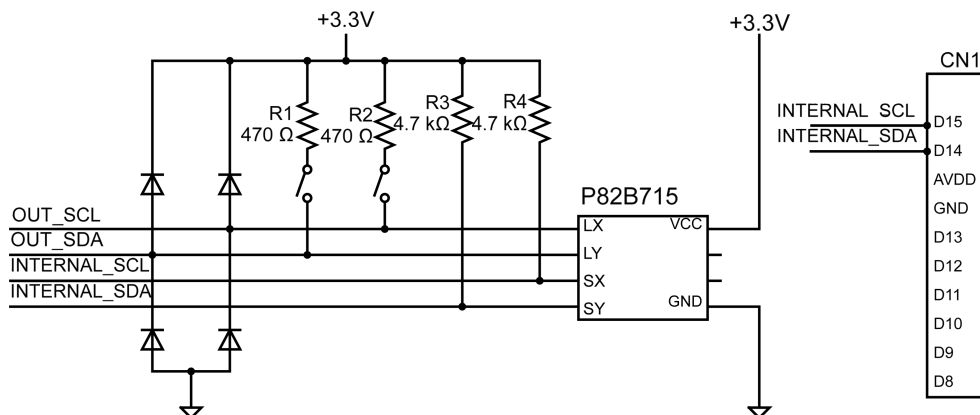 +3.3V
+3.3V
CN1
R1
470 Ω
R2
470 Ω
R3
4.7 kΩ
R4
4.7 kΩ
INTERNAL_SCL
INTERNAL_SDA
D15
D14
AVDD
GND
D13
D12
D11
D10
D9
D8
P82B715
OUT_SCL
OUT_SDA
INTERNAL_SCL
INTERNAL_SDA
LX
LY
SX
SY
VCC
GND